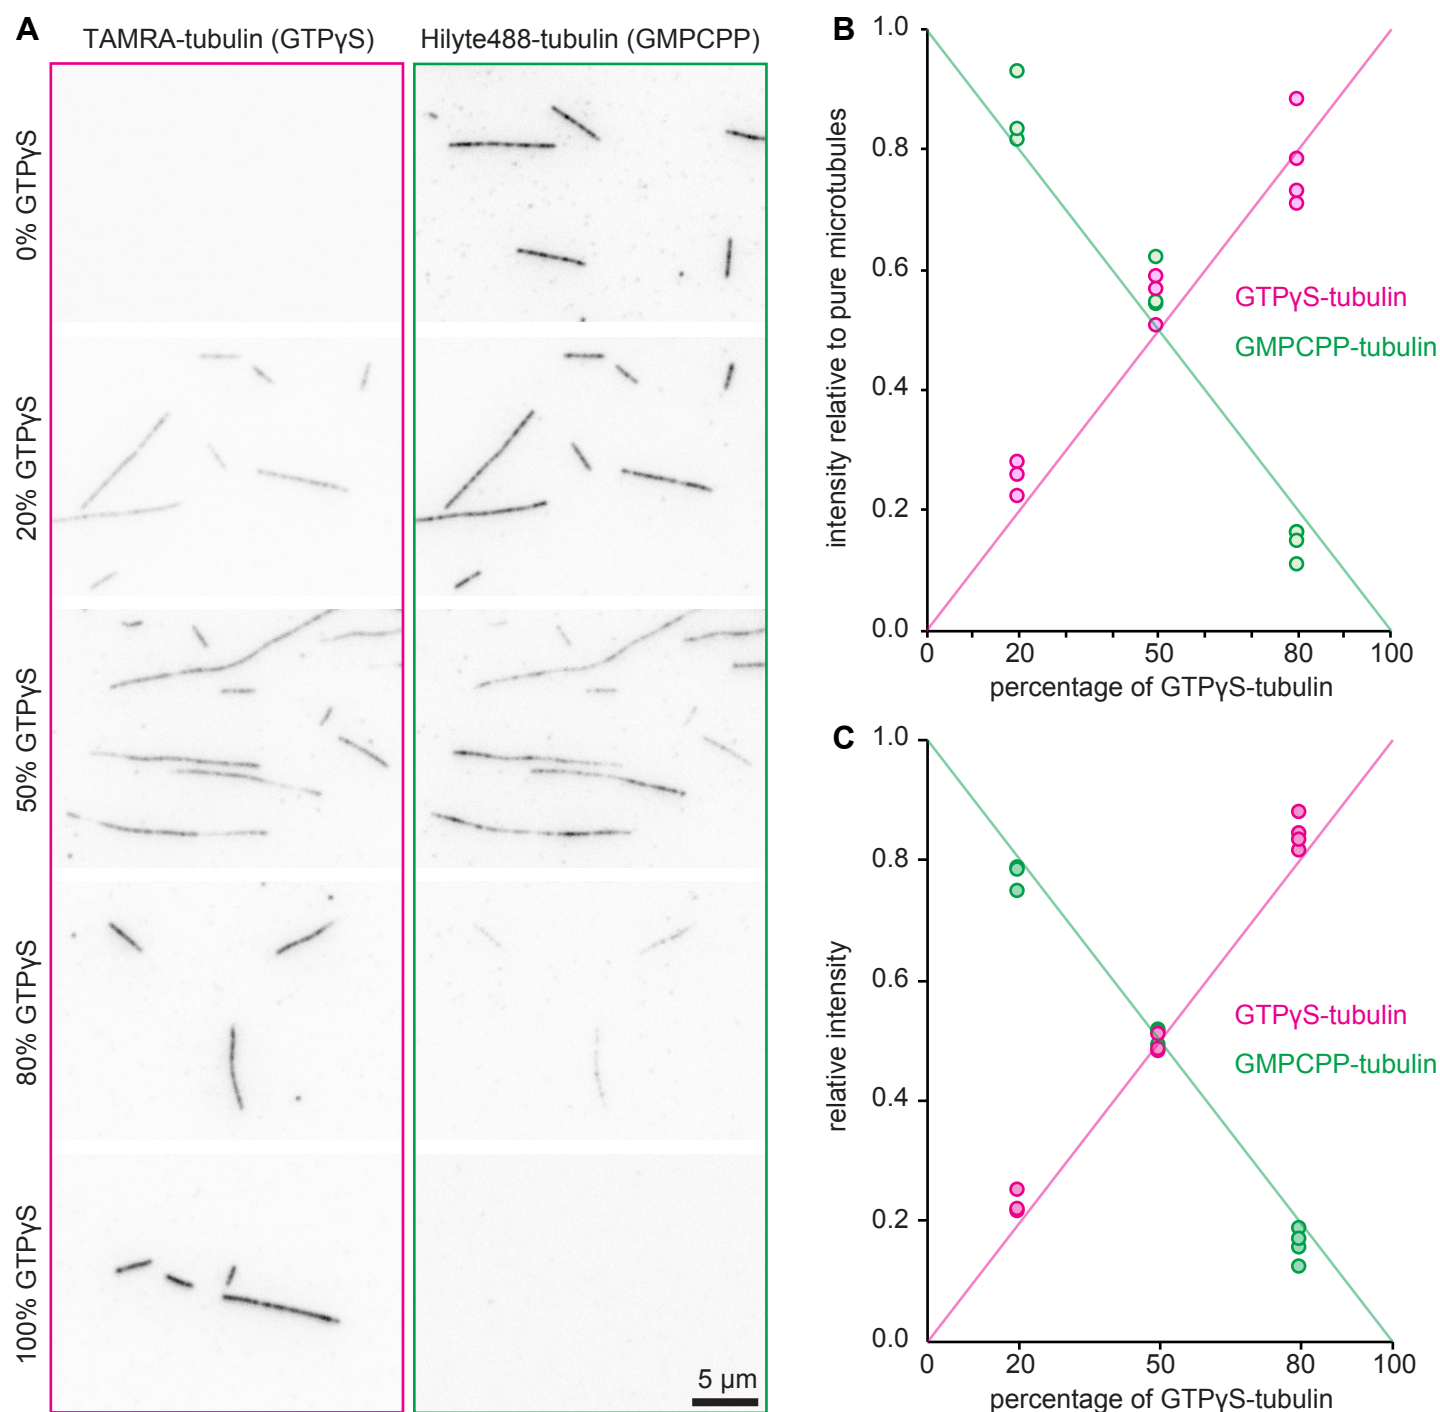 A
TAMRA-tubulin (GTPγS)
Hilyte488-tubulin (GMPCPP)
0% GTPγS
20% GTPγS
50% GTPγS
80% GTPγS
100% GTPγS
5 μm
B
intensity relative to pure microtubules
1.0
0.8
0.6
0.4
0.2
0.0
GTPγS-tubulin
GMPCPP-tubulin
0 20 50 80 100
percentage of GTPγS-tubulin
C
relative intensity
1.0
0.8
0.6
0.4
0.2
0.0
GTPγS-tubulin
GMPCPP-tubulin
0 20 50 80 100
percentage of GTPγS-tubulin